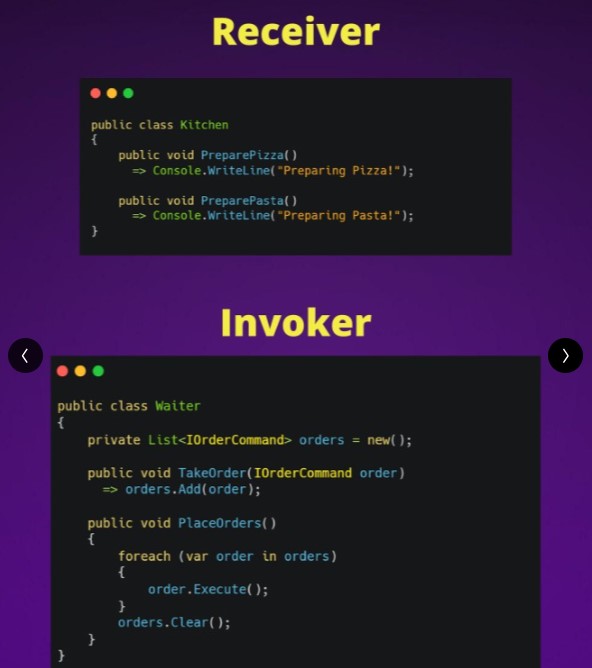 Receiver
public class Kitchen
{
    public void PreparePizza()
      => Console.WriteLine("Preparing Pizza!");
    public void PreparePasta()
      => Console.WriteLine("Preparing Pasta!");
}
Invoker
public class Waiter
{
    private List<IOrderCommand> orders = new();
    public void TakeOrder(IOrderCommand order)
      => orders.Add(order);
    public void PlaceOrders()
    {
        foreach (var order in orders)
        {
            order.Execute();
        }
        orders.Clear();
    }
}